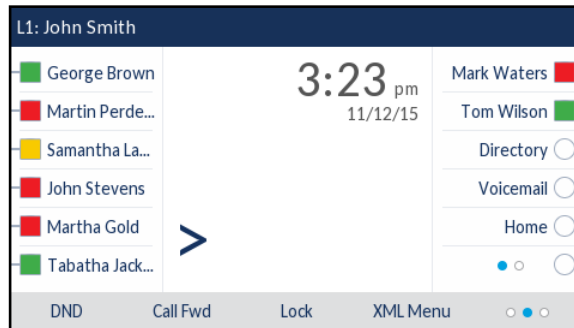 L1: John Smith
George Brown
Martin Perde...
Samantha La...
John Stevens
Martha Gold
Tabatha Jack...
>
3:23 pm
11/12/15
Mark Waters
Tom Wilson
Directory
Voicemail
Home
DND Call Fwd Lock XML Menu